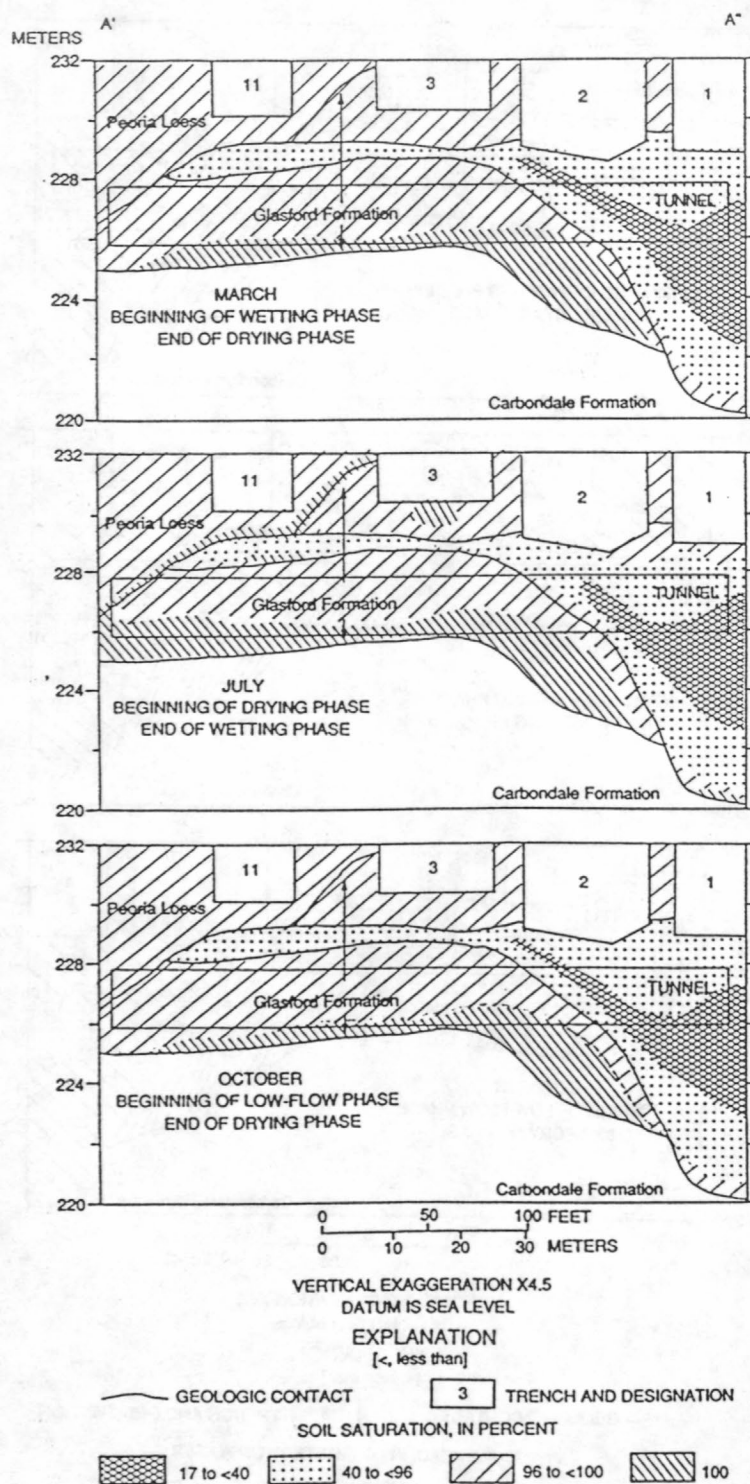 METERS A' A"
232
11 3 2 1
Peoria Loess
228
TUNNEL
Glasford Formation
224
MARCH
BEGINNING OF WETTING PHASE
END OF DRYING PHASE
Carbondale Formation
220
232
11 3 2 1
Peoria Loess
228
TUNNEL
Glasford Formation
224
JULY
BEGINNING OF DRYING PHASE
END OF WETTING PHASE
Carbondale Formation
220
232
11 3 2 1
Peoria Loess
228
TUNNEL
Glasford Formation
224
OCTOBER
BEGINNING OF LOW-FLOW PHASE
END OF DRYING PHASE
Carbondale Formation
220
0 50 100 FEET
0 10 20 30 METERS
VERTICAL EXAGGERATION X4.5
DATUM IS SEA LEVEL
EXPLANATION
[<, less than]
GEOLOGIC CONTACT 3 TRENCH AND DESIGNATION
SOIL SATURATION, IN PERCENT
17 to <40 40 to <96 96 to <100 100